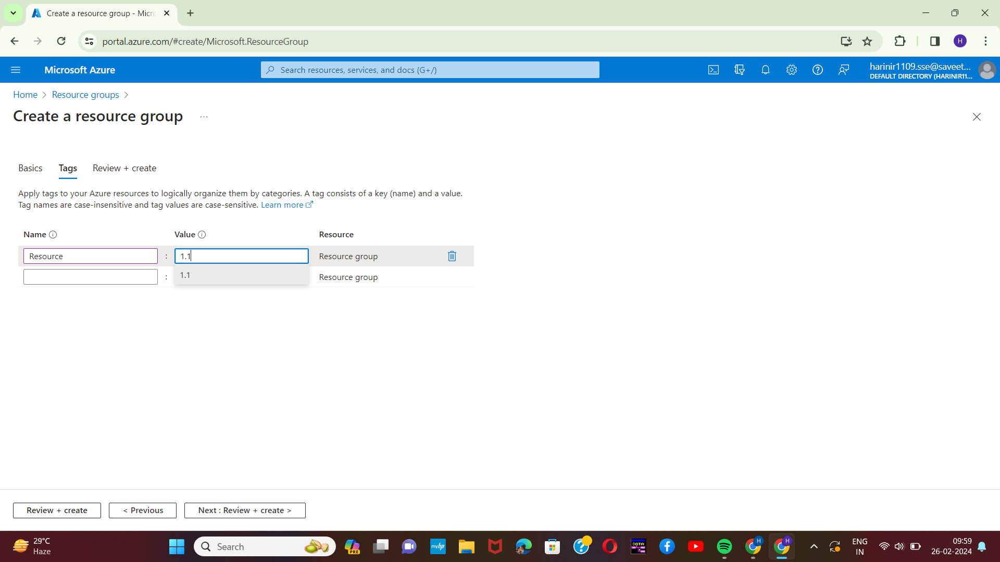 Create a resource group - Micro
portal.azure.com/#create/Microsoft.ResourceGroup
H
Microsoft Azure
Search resources, services, and docs (G+/)
harinir1109.sse@saveet...
DEFAULT DIRECTORY (HARINIR11...
Home > Resource groups >
Create a resource group ...
Basics Tags Review + create
Apply tags to your Azure resources to logically organize them by categories. A tag consists of a key (name) and a value.
Tag names are case-insensitive and tag values are case-sensitive. Learn more
Name Value Resource
Resource : 1.1 Resource group
: 1.1 Resource group
Review + create < Previous Next : Review + create >
29°C
Haze
Search
PRE
myhp
DATA
H
H
ENG
IN
09:59
26-02-2024